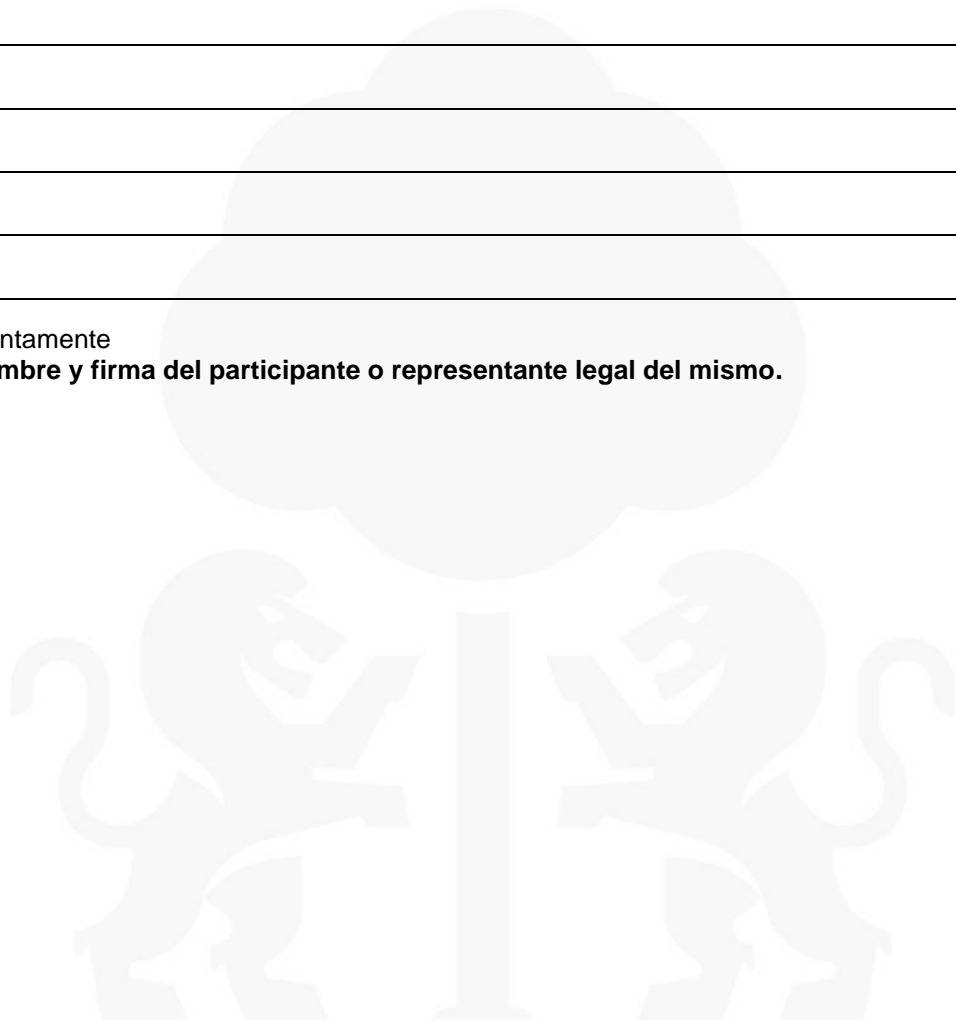 ntamente
mbre y firma del participante o representante legal del mismo.